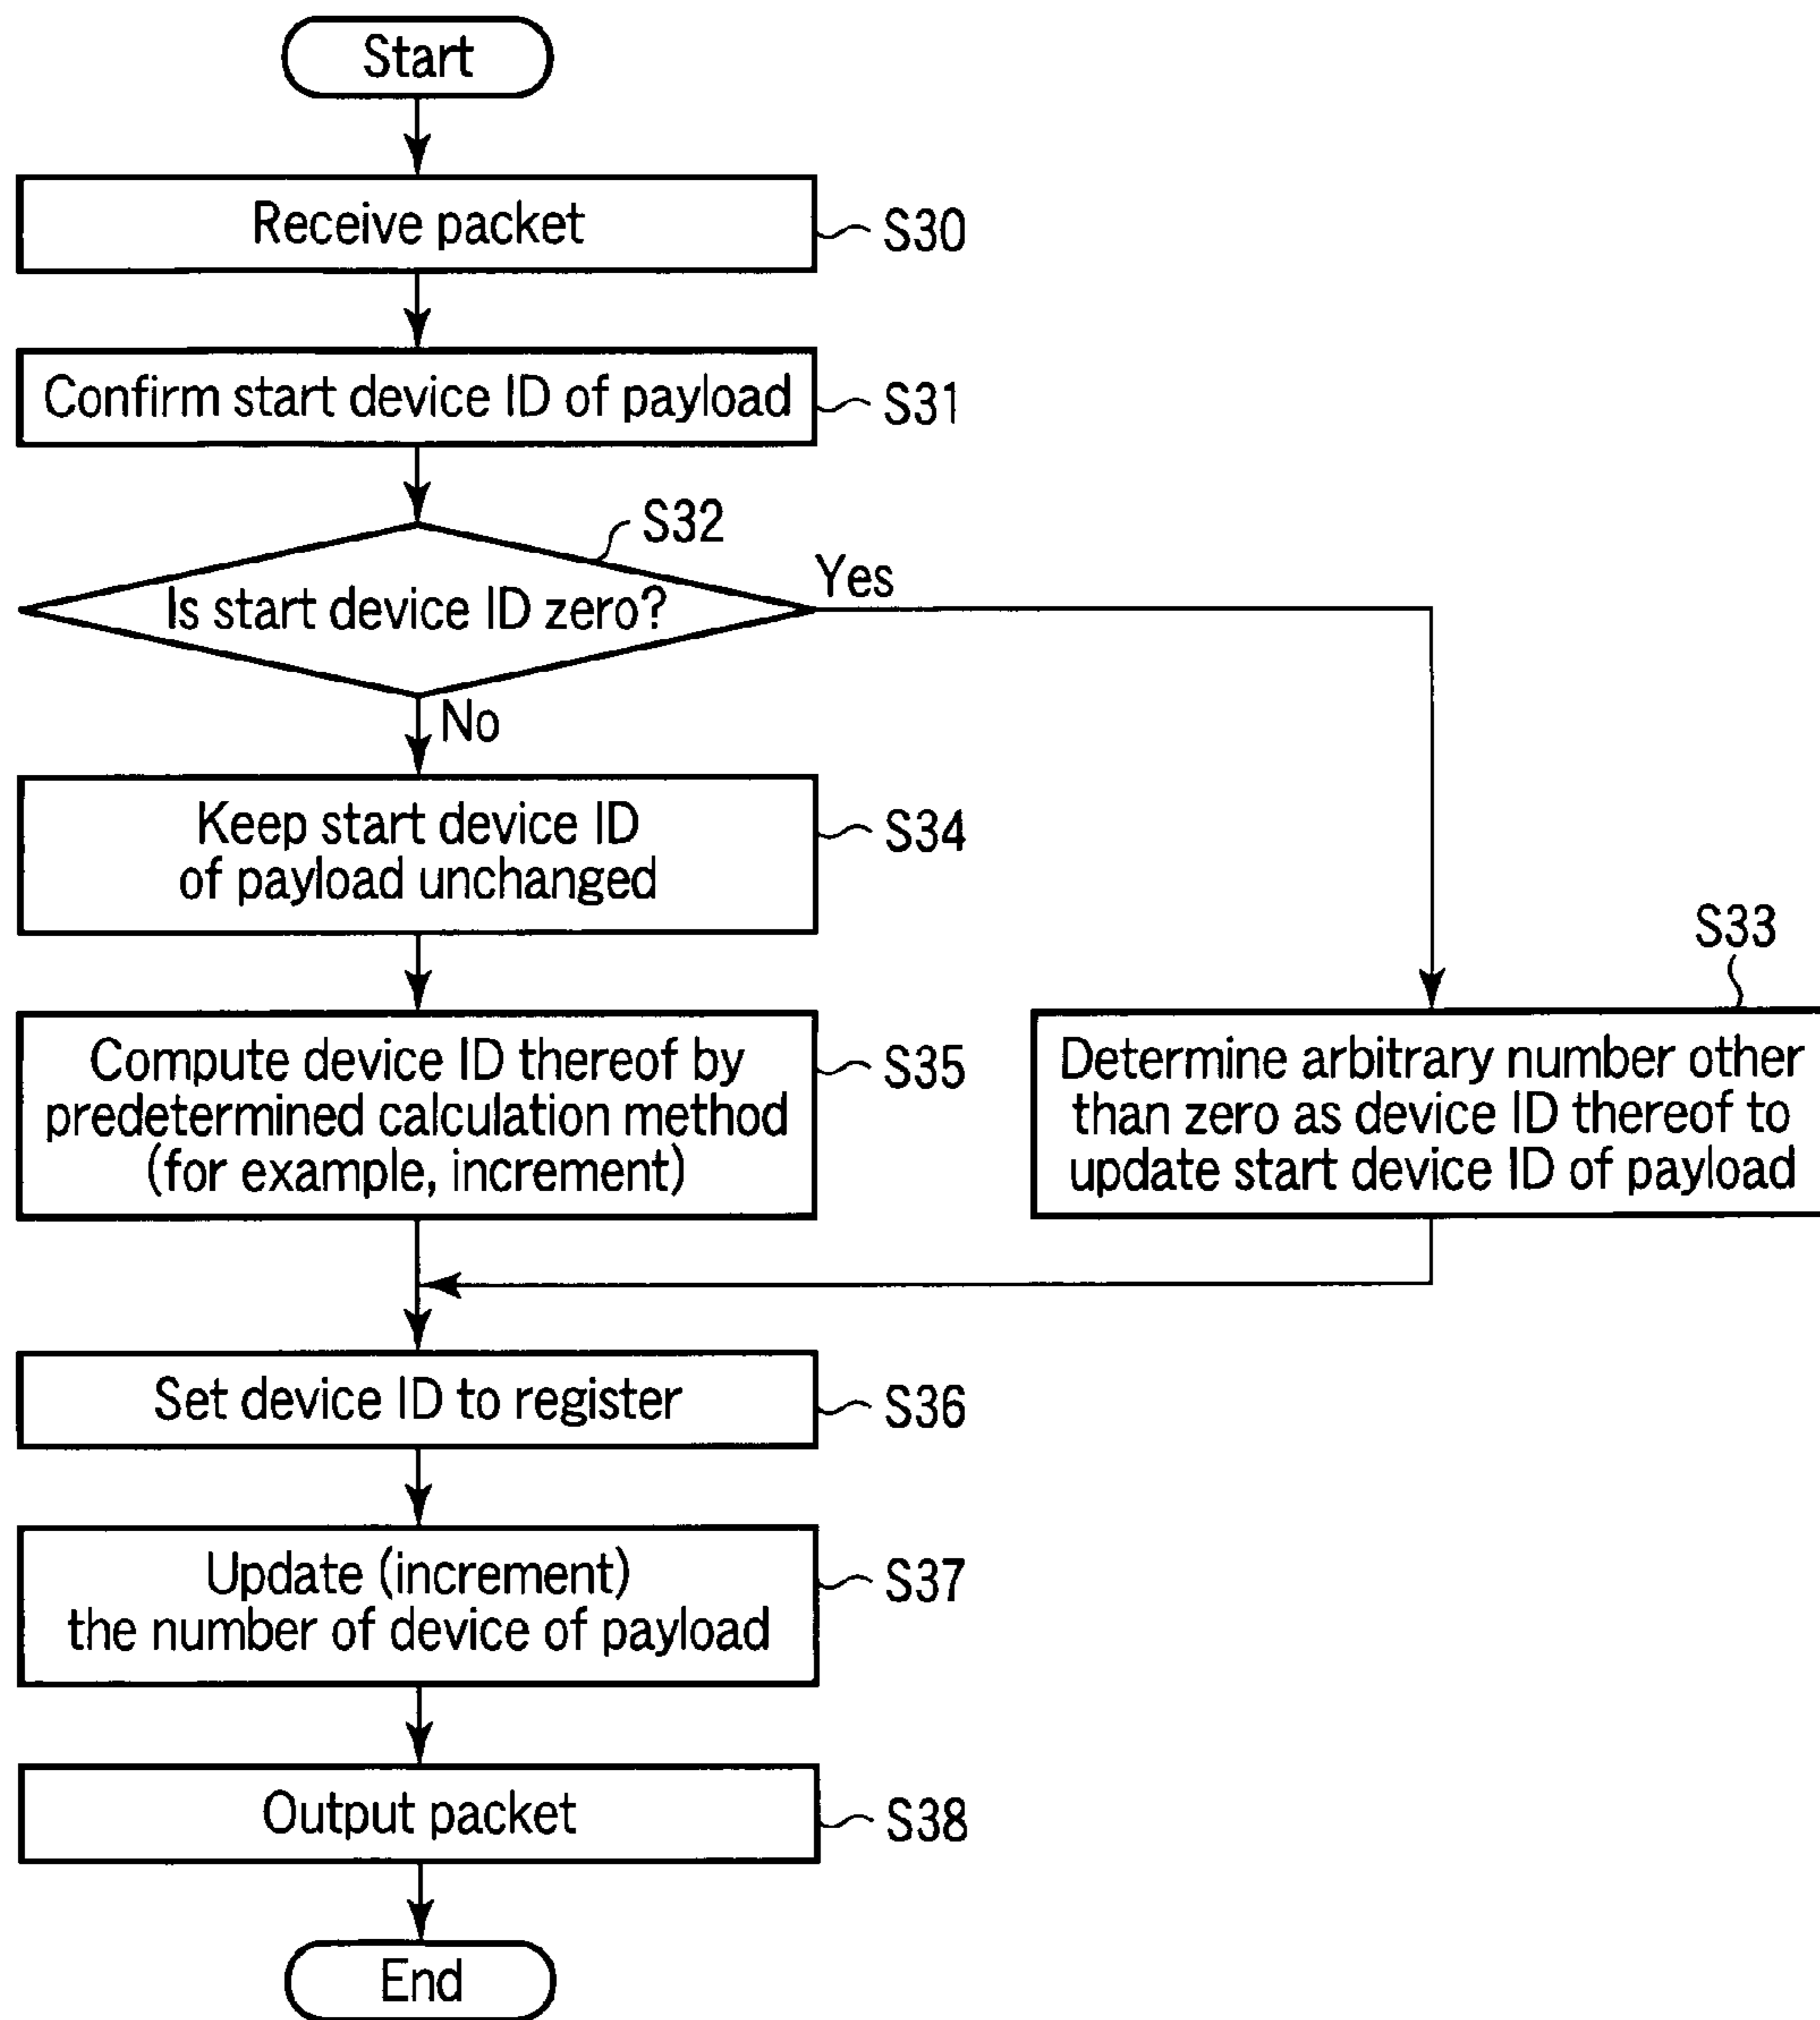 Start
Receive packet
S30
Confirm start device ID of payload
S31
S32
Is start device ID zero?
Yes
No
Keep start device ID
of payload unchanged
S34
S33
Compute device ID thereof by
predetermined calculation method
(for example, increment)
S35
Determine arbitrary number other
than zero as device ID thereof to
update start device ID of payload
Set device ID to register
S36
Update (increment)
the number of device of payload
S37
Output packet
S38
End